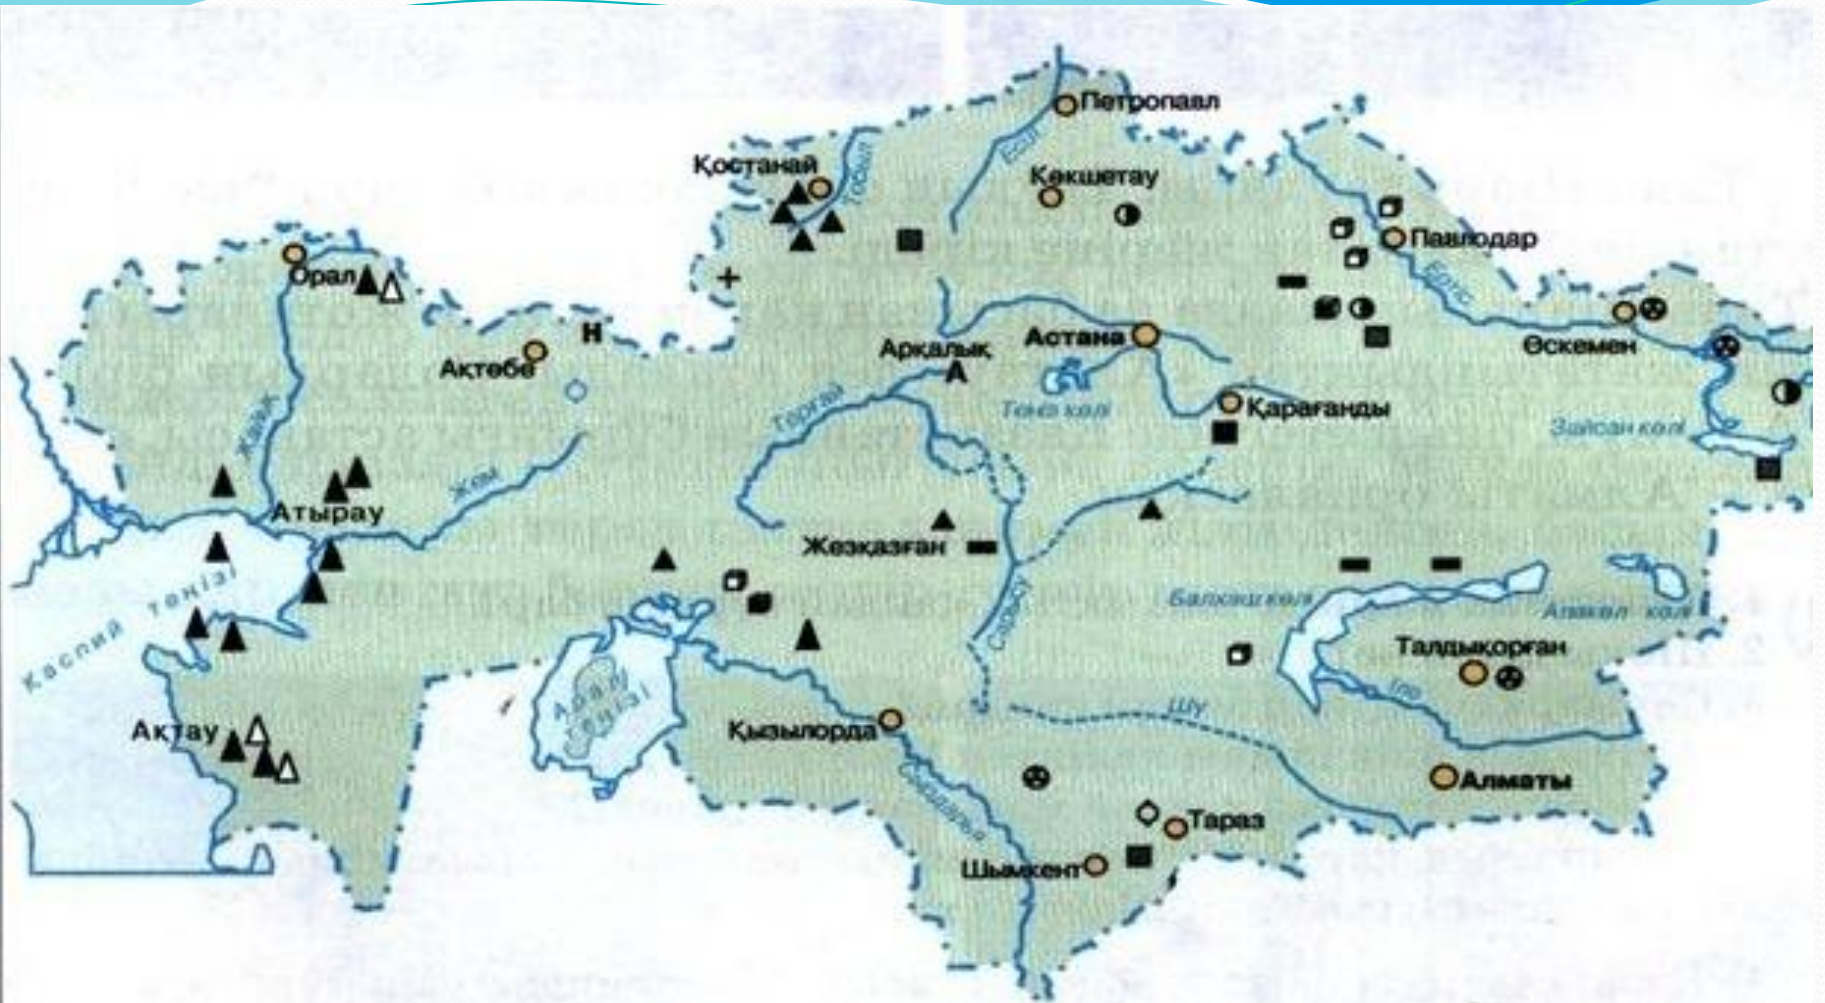 Петропавл
Есіл
Қостанай
Тобыл
Көкшетау
Павлодар
Ертіс
Орал
Н
Ақтөбе
Арқалық
А
Астана
Өскемен
Теңіз көлі
Қарағанды
Торғай
Жайық
Зайсан көлі
Жем
Атырау
Жезқазған
Каспий теңізі
Сарысу
Балхаш көлі
Алакөл көлі
Талдықорған
Іле
Арал теңізі
Ақтау
Қызылорда
Шу
Сырдарья
Алматы
Тараз
Шымкент